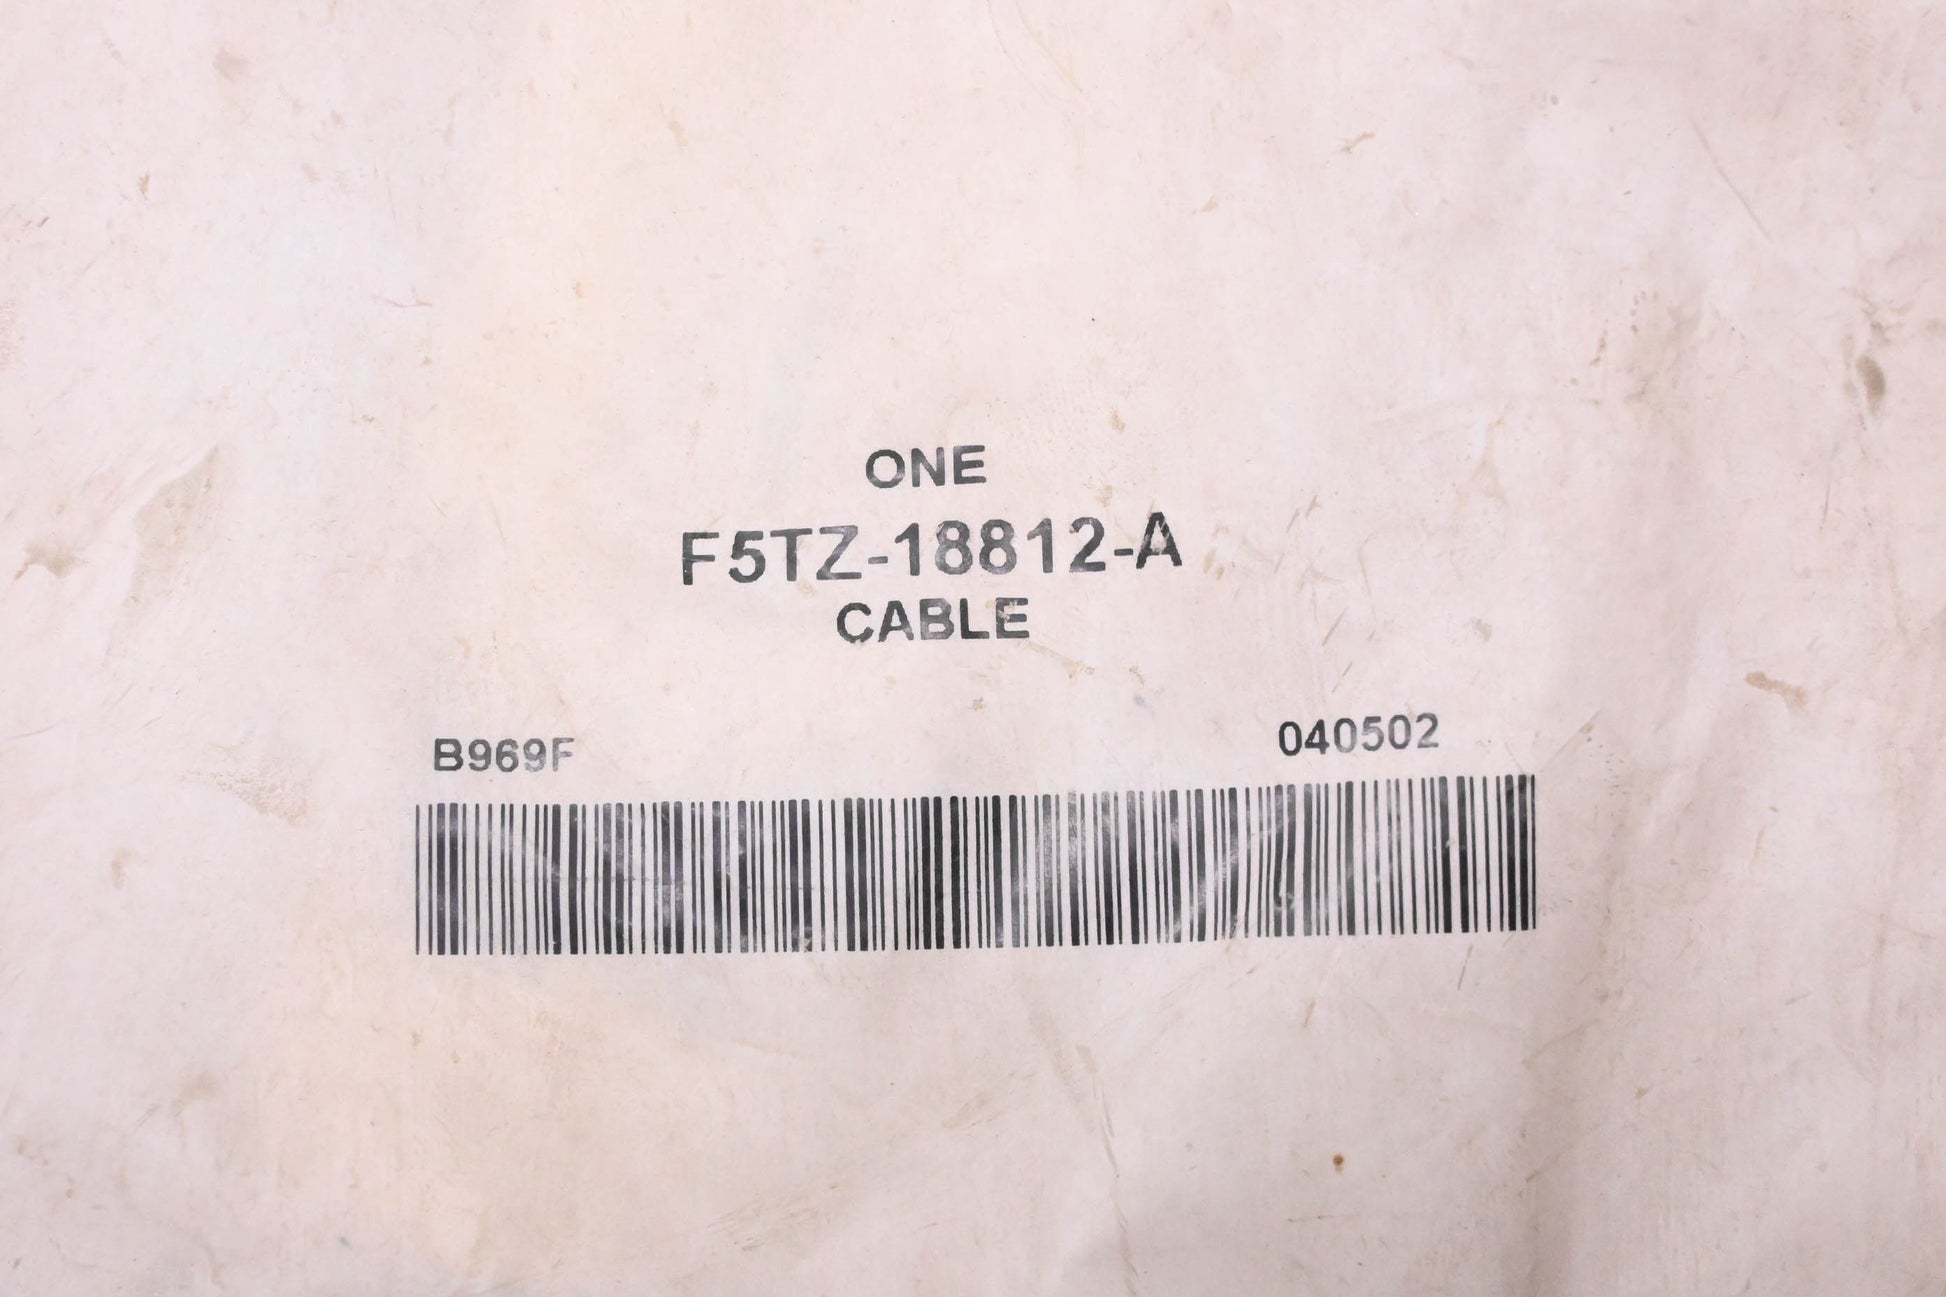 ONE
F5TZ-18812-A
CABLE
B969F 040502